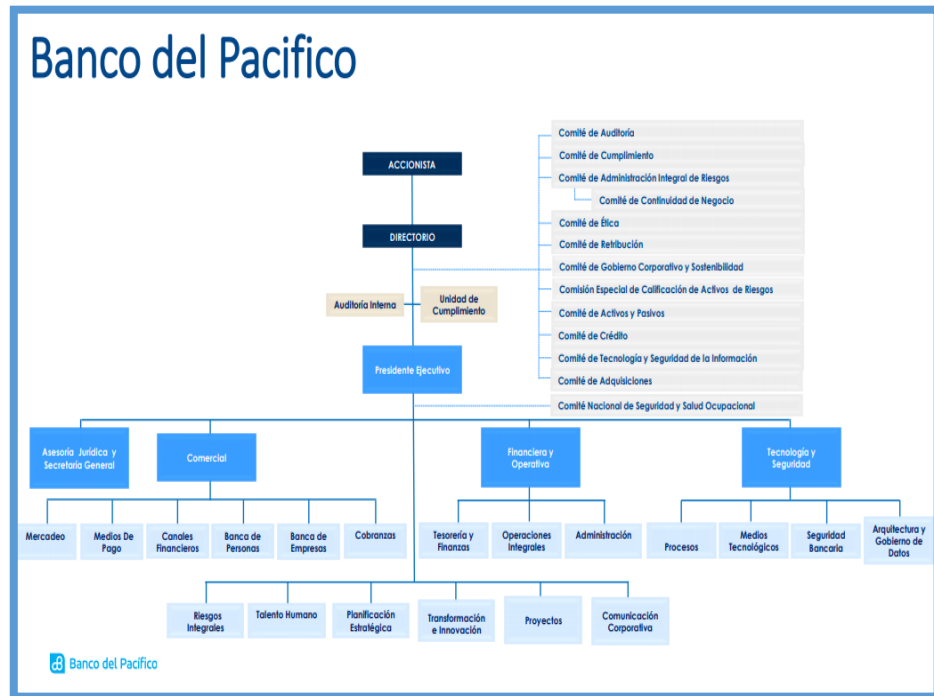 Banco del Pacifico
ACCIONISTA
DIRECTORIO
Comité de Auditoría
Comité de Cumplimiento
Comité de Administración Integral de Riesgos
Comité de Continuidad de Negocio
Comité de Ética
Comité de Retribución
Comité de Gobierno Corporativo y Sostenibilidad
Comisión Especial de Calificación de Activos de Riesgos
Comité de Activos y Pasivos
Comité de Crédito
Comité de Tecnología y Seguridad de la Información
Comité de Adquisiciones
Auditoría Interna
Unidad de
Cumplimiento
Presidente Ejecutivo
Comité Nacional de Seguridad y Salud Ocupacional
Asesoría Jurídica y
Secretaría General
Comercial
Financiera y
Operativa
Tecnología y
Seguridad
Mercadeo
Medios De
Pago
Canales
Financieros
Banca de
Personas
Banca de
Empresas
Cobranzas
Tesorería y
Finanzas
Operaciones
Integrales
Administración
Procesos
Medios
Tecnológicos
Seguridad
Bancaria
Arquitectura y
Gobierno de
Datos
Riesgos
Integrales
Talento Humano
Planificación
Estratégica
Transformación
e Innovación
Proyectos
Comunicación
Corporativa
Banco del Pacífico